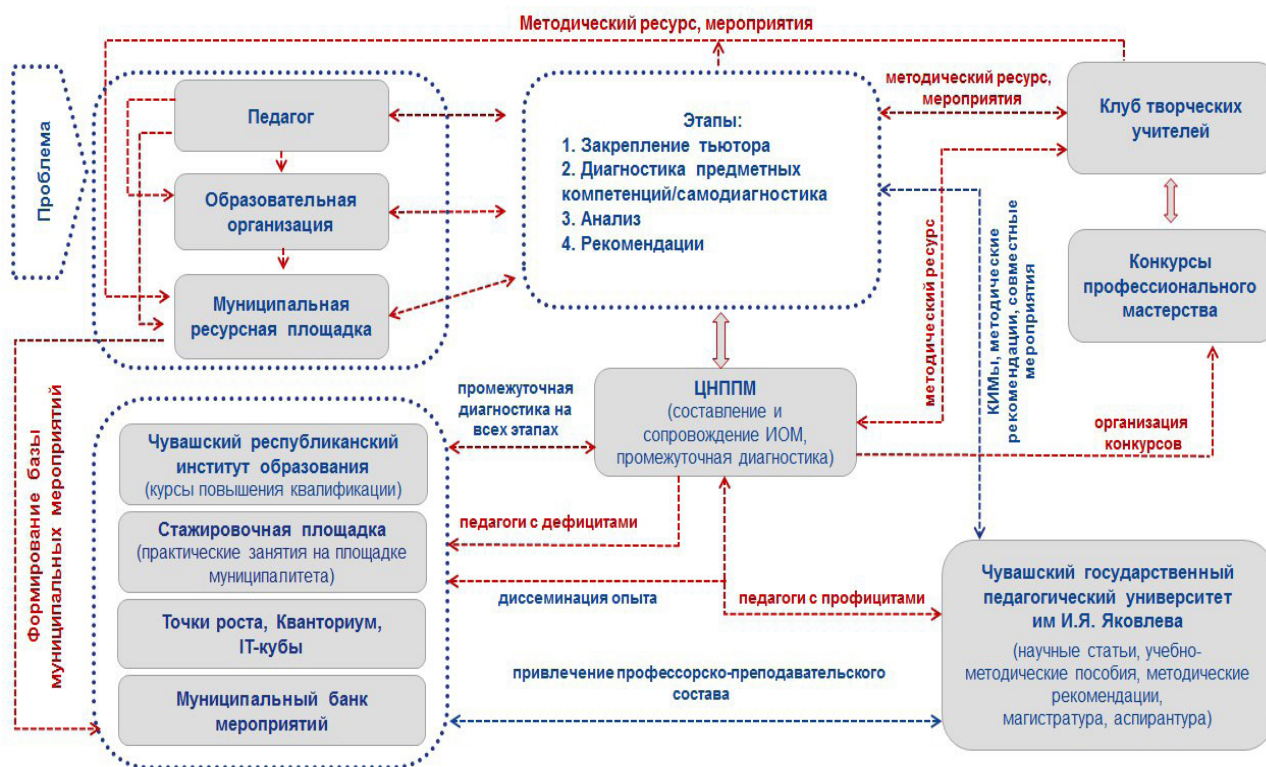 Методический ресурс, мероприятия
Проблема
Педагог
Образовательная
организация
Муниципальная
ресурсная площадка
Этапы:
1. Закрепление тьютора
2. Диагностика предметных
компетенций/самодиагностика
3. Анализ
4. Рекомендации
методический ресурс,
мероприятия
Клуб творческих
учителей
Конкурсы
профессионального
мастерства
методический ресурс
КИМы, методические
рекомендации, совместные
мероприятия
организация
конкурсов
ЦНППМ
(составление и
сопровождение ИОМ,
промежуточная диагностика)
промежуточная
диагностика на
всех этапах
Формирование базы
муниципальных мероприятий
Чувашский республиканский
институт образования
(курсы повышения квалификации)
Стажировочная площадка
(практические занятия на площадке
муниципалитета)
Точки роста, Кванториум,
IT-кубы
Муниципальный банк
мероприятий
педагоги с дефицитами
диссеминация опыта
педагоги с профицитами
привлечение профессорско-преподавательского
состава
Чувашский государственный
педагогический университет
им И.Я. Яковлева
(научные статьи, учебно-
методические пособия, методические
рекомендации,
магистратура, аспирантура)